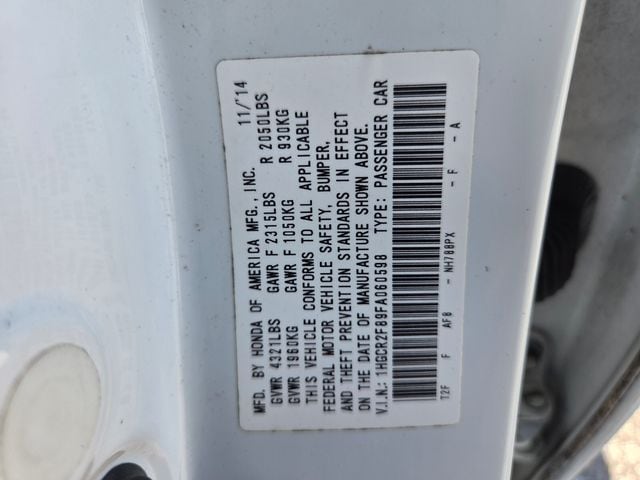 MFD. BY HONDA OF AMERICA MFG., INC. 11/'14
GVWR 4321LBS GAWR F 2315LBS R 2050LBS
GVWR 1960KG GAWR F 1050KG R 930KG
THIS VEHICLE CONFORMS TO ALL APPLICABLE
FEDERAL MOTOR VEHICLE SAFETY, BUMPER,
AND THEFT PREVENTION STANDARDS IN EFFECT
ON THE DATE OF MANUFACTURE SHOWN ABOVE.
V.I.N.: 1HGCR2F89FA060598 TYPE: PASSENGER CAR
T2F F AF8 - NH788PX - F - A